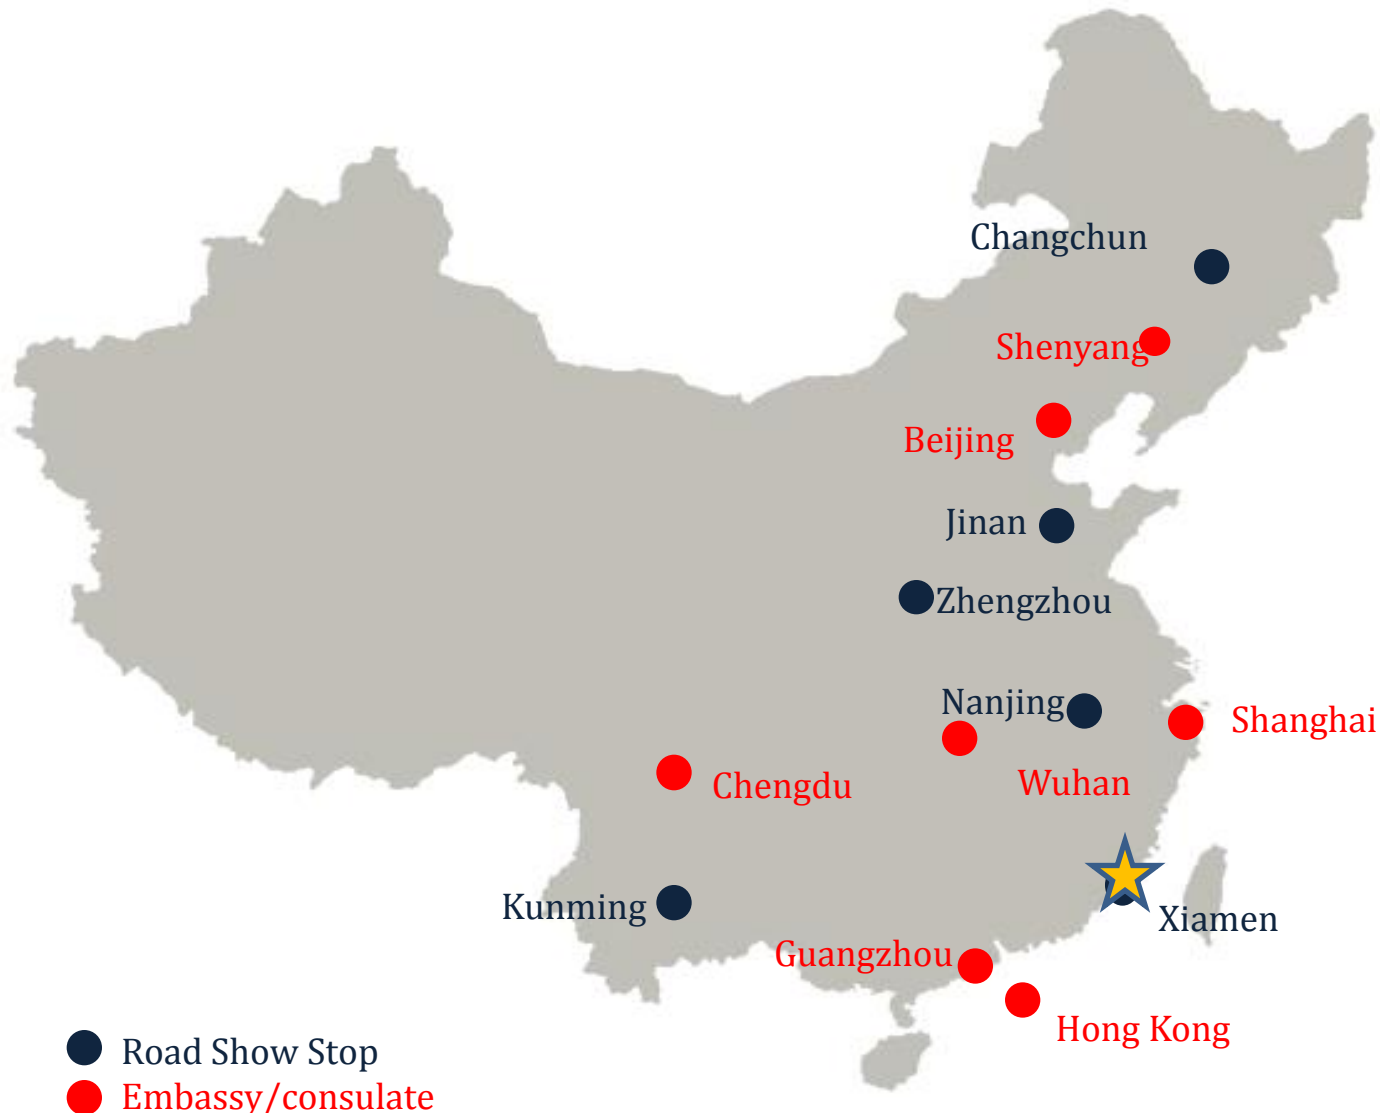 Changchun
Shenyang
Beijing
Jinan
Zhengzhou
Nanjing
Shanghai
Wuhan
Chengdu
Kunming
Xiamen
Guangzhou
Hong Kong
Road Show Stop
Embassy/consulate